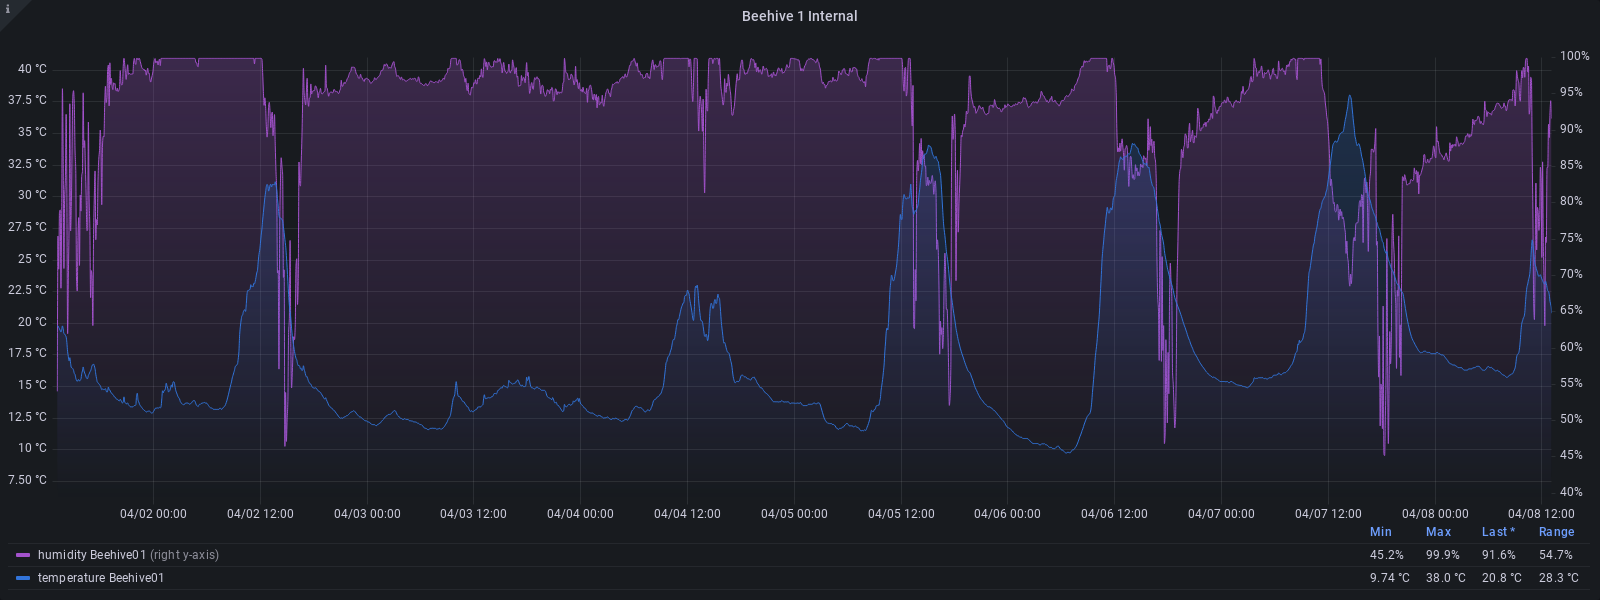 i
Beehive 1 Internal
40 °C
37.5 °C
35 °C
32.5 °C
30 °C
27.5 °C
25 °C
22.5 °C
20 °C
17.5 °C
15 °C
12.5 °C
10 °C
7.50 °C
100%
95%
90%
85%
80%
75%
70%
65%
60%
55%
50%
45%
40%
04/02 00:00 04/02 12:00 04/03 00:00 04/03 12:00 04/04 00:00 04/04 12:00 04/05 00:00 04/05 12:00 04/06 00:00 04/06 12:00 04/07 00:00 04/07 12:00 04/08 00:00 04/08 12:00
Min Max Last * Range
humidity Beehive01 (right y-axis) 45.2% 99.9% 91.6% 54.7%
temperature Beehive01 9.74 °C 38.0 °C 20.8 °C 28.3 °C